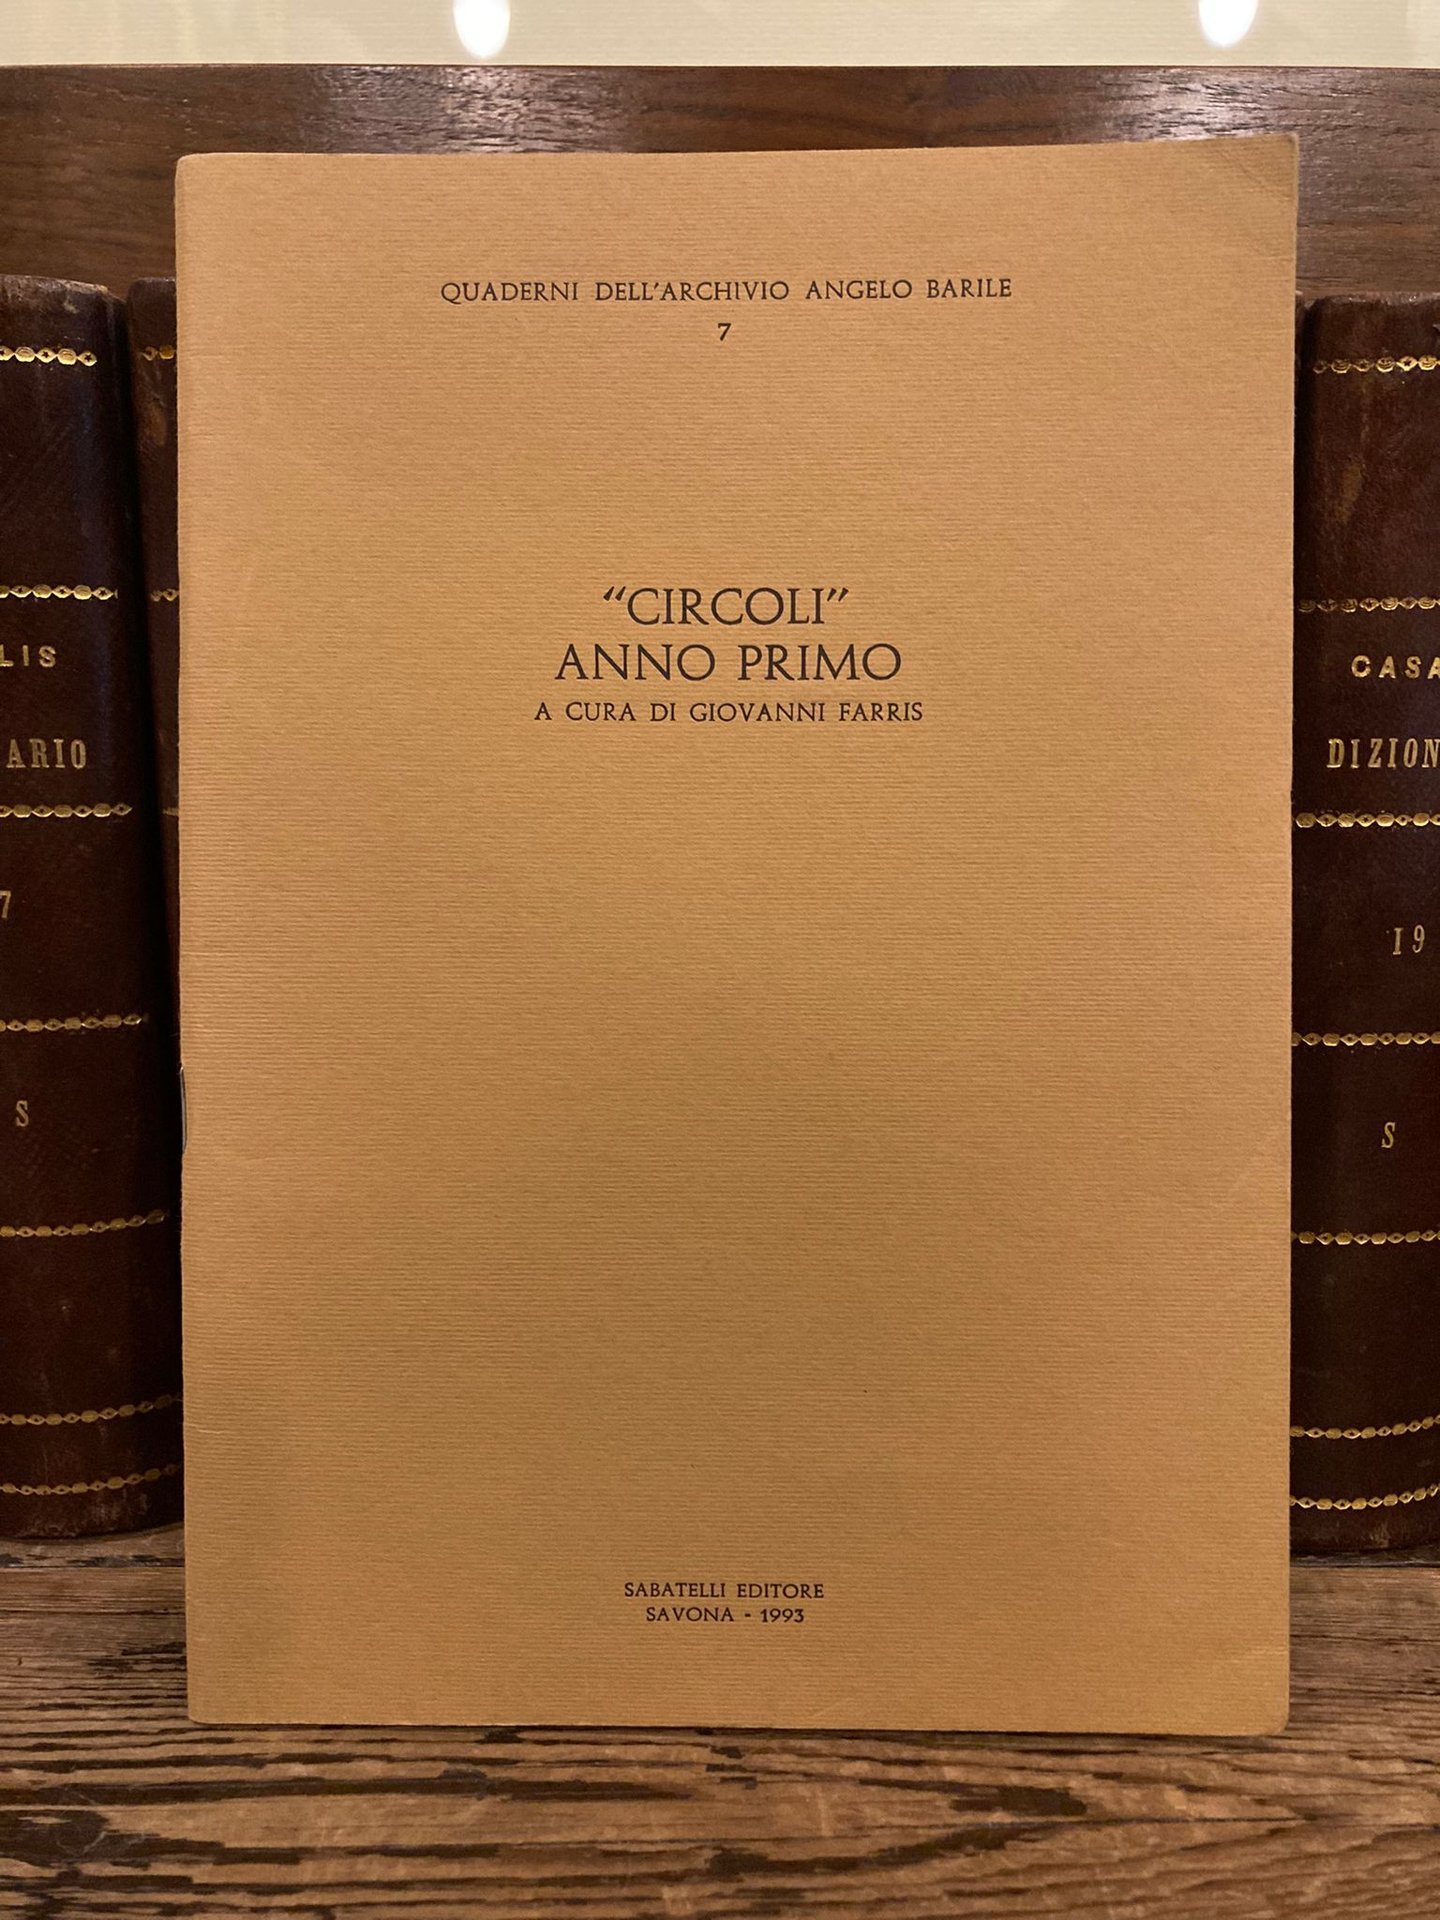 QUADERNI DELL'ARCHIVIO ANGELO BARILE
7
"CIRCOLI"
ANNO PRIMO
A CURA DI GIOVANNI FARRIS
SABATELLI EDITORE
SAVONA - 1993
LIS
ARIO
7
S
CASA
DIZION
19
S